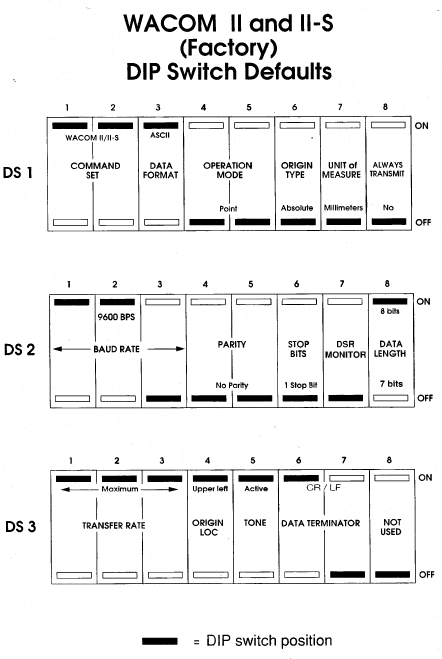 WACOM II and II-S
(Factory)
DIP Switch Defaults
1 2 3 4 5 6 7 8
ON
WACOM II/II-S ASCII
DS 1
COMMAND SET DATA FORMAT OPERATION MODE ORIGIN TYPE UNIT of MEASURE ALWAYS TRANSMIT
Point Absolute Millimeters No
OFF
1 2 3 4 5 6 7 8
ON
9600 BPS 8 bits
DS 2
BAUD RATE PARITY STOP BITS DSR MONITOR DATA LENGTH
No Parity 1 Stop Bit 7 bits
OFF
1 2 3 4 5 6 7 8
ON
Maximum Upper left Active CR / LF
DS 3
TRANSFER RATE ORIGIN LOC TONE DATA TERMINATOR NOT USED
OFF
= DIP switch position